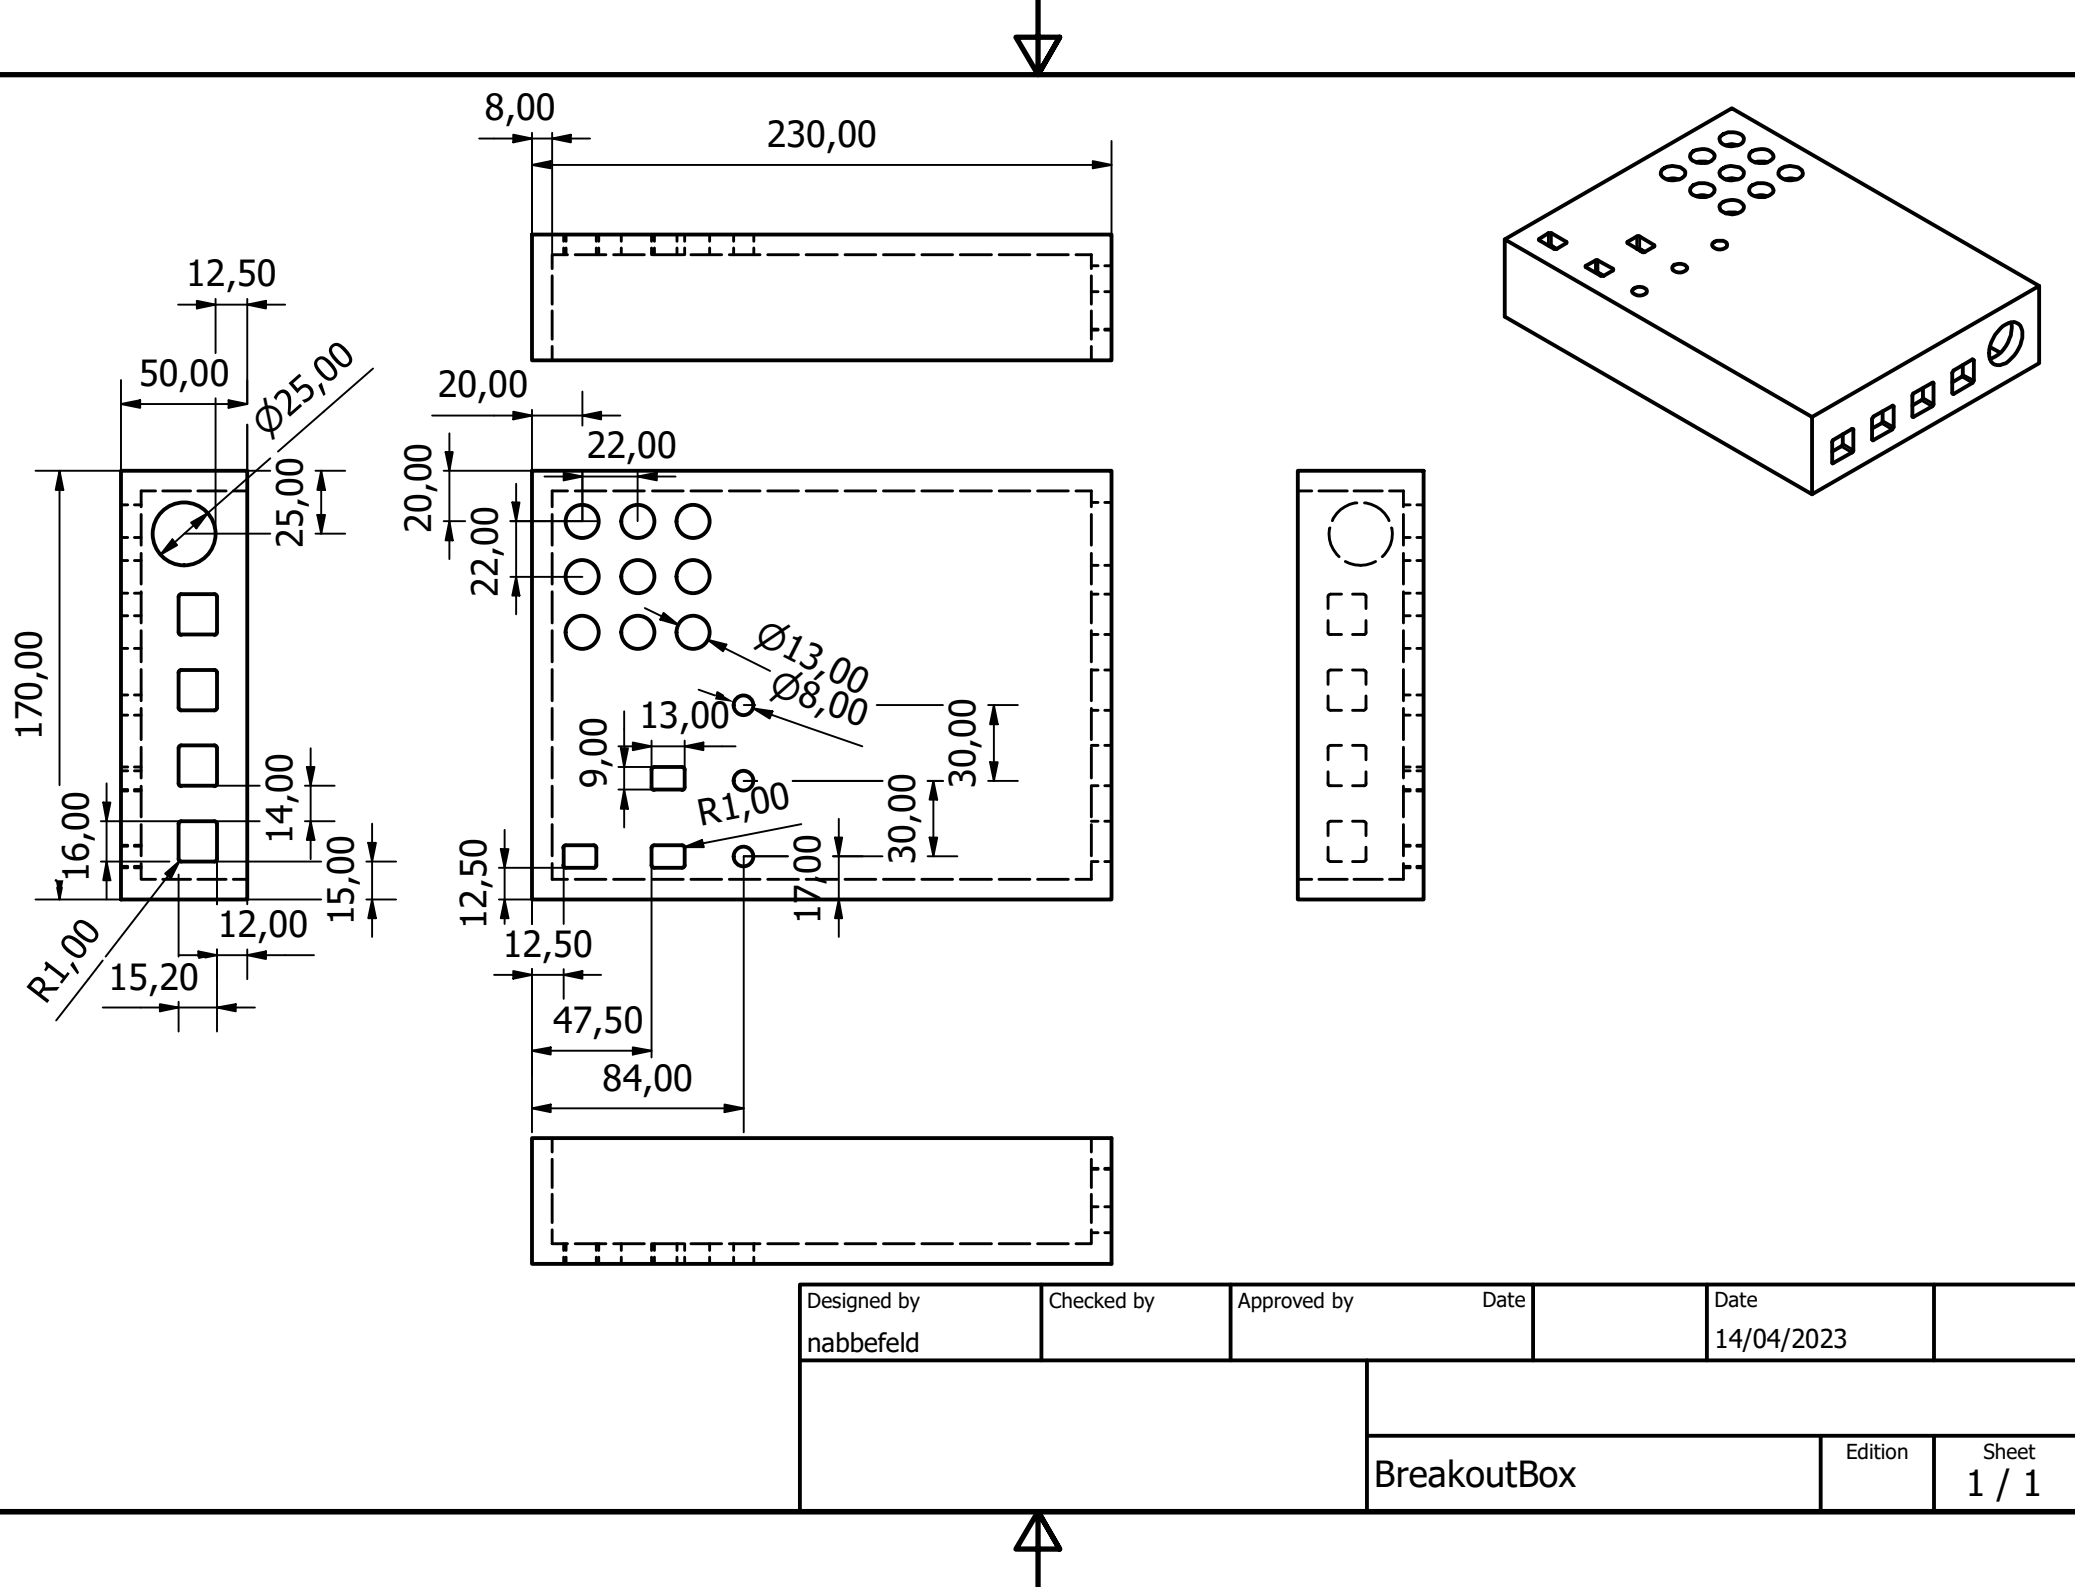 8,00
230,00
12,50
50,00
Ø25,00
20,00
22,00
25,00
20,00
22,00
170,00
Ø13,00
Ø8,00
13,00
9,00
30,00
R1,00
30,00
14,00
16,00
15,00
12,50
17,00
12,00
R1,00
15,20
12,50
47,50
84,00
Designed by
nabbefeld
Checked by
Approved by
Date
Date
14/04/2023
BreakoutBox
Edition
Sheet
1 / 1